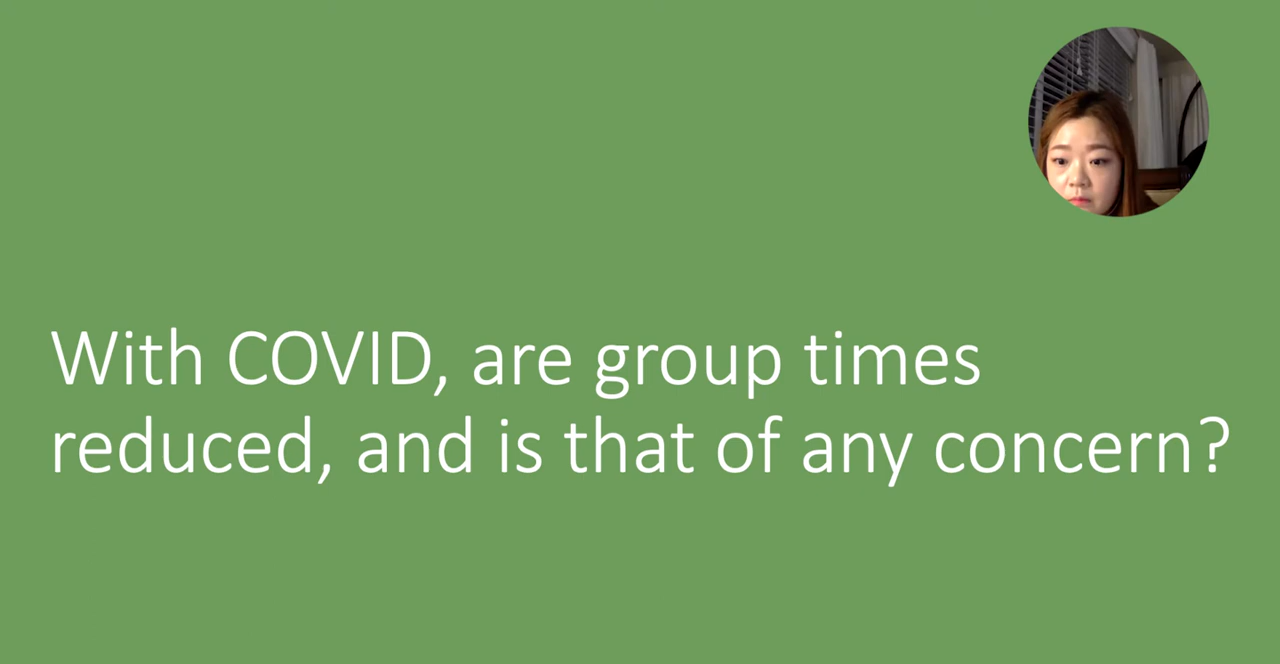 With COVID, are group times
reduced, and is that of any concern?